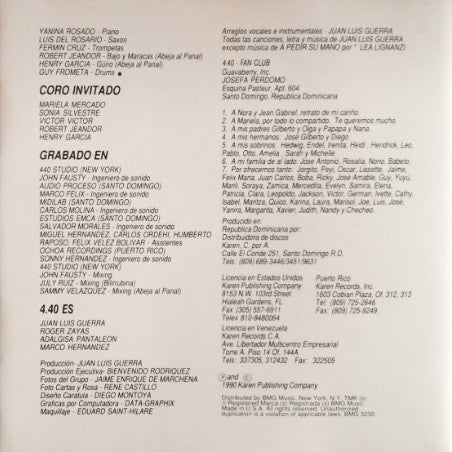 YANINA ROSADO - Piano
LUIS DEL ROSARIO - Saxos
FERMIN CRUZ - Trompetas
ROBERT JEANDOR - Bajo y Maracas (Abeja al Panal)
HENRY GARCIA - Güiro (Abeja al Panal)
GUY FROMETA - Drums
CORO INVITADO
MARIELA MERCADO
SONIA SILVESTRE
VICTOR VICTOR
ROBERT JEANDOR
HENRY GARCIA
GRABADO EN
440 STUDIO (NEW YORK)
JOHN FAUSTY - Ingeniero de sonido
AUDIO PROCESO (SANTO DOMINGO)
MARCO FELIX - Ingeniero de sonido
MIDILAB (SANTO DOMINGO)
CARLOS MOLINA - Ingeniero de sonido
ESTUDIOS EMCA (SANTO DOMINGO)
SALVADOR MORALES - Ingeniero de sonido
MIGUEL HERNANDEZ, CARLOS ORDEHI, HUMBERTO
RAPOSO, FELIX VELEZ BOLIVAR - Asistentes
OCHOA RECORDINGS (PUERTO RICO)
SONNY HERNANDEZ - Ingeniero de sonido
440 STUDIO (NEW YORK)
JOHN FAUSTY - Mixing
JULY RUIZ - Mixing (Bilirrubina)
SAMMY VELAZQUEZ - Mixing (Abeja al Panal)
4.40 ES
JUAN LUIS GUERRA
ROGER ZAYAS
ADALGISA PANTALEON
MARCO HERNANDEZ
Producción - JUAN LUIS GUERRA
Producción Ejecutiva - BIENVENIDO RODRIQUEZ
Fotos del Grupo - JAIME ENRIQUE DE MARCHENA
Foto Cartas y Rosa - RENE CASTILLO
Diseño Caratula - DIEGO MONTOYA
Graficas por Computadora - DATA-GRAPHIX
Maquillaje - EDUARD SAINT-HILARE
Arreglos vocales e instrumentales - JUAN LUIS GUERRA
Todas las canciones, letra y música de JUAN LUIS GUERRA
excepto música de A PEDIR SU MANO por " LEA LIGNANZI
4.40 - FAN CLUB
Guavaberry, Inc.
JOSEFA PERDOMO
Esquina Pasteur, Apt. 604
Santo Domingo, Republica Dominicana
1. A Nora y Jean Gabriel, retrato de mi cariño.
2. A Mariela, por todo lo compartido. Te queremos mucho
3. A mis padres Gilberto y Olga y Papapa y Nana.
4. A mis hermanos: José Gilberto y Diego
5. A mis sobrinos: Hedwig, Endel, Irenita, Heidi, Hendrick, Leo,
Pablo, Otto, Amelia, Sarah y Michelle.
6. A mi familia de al lado: Jose Antonio, Rosalia, Nono, Babeto.
7. Por ofrecernos tanto: Jorgito, Peyi, Oscar, Lissette, Jaime,
Felix Maria, Juan Carlos, Boba, Ricky, José Amable, Guy, Yuyú,
Marili, Soraya, Zamica, Merceditá, Evelyn, Samira, Elena,
Patricia, Orlando, Leopoldo, Jackson, Victor, German, Ivette, Cathy,
Isabel, Maritza, Quico, Karina, Laura, Marisol, Joe, Luis, José,
Yanira, Margarita, Xavier, Judith, Nandy y Checheo.
Producido en:
Republica Dominicana por:
Distribuidora de discos
Karen, C. por A.
Calle El Conde 251, Santo Domingo R.D.
Tels: (809) 689-3446/3451/9631
Licencia en Estados Unidos
Karen Publishing Company
8153 N.W. 103rd Street
Hialeah Gardens, FL
Fax (305) 557-6911
Telex 810-8480064
Puerto Rico
Karen Records, Inc.
1603 Cobian Plaza, Of. 312, 313
Tel: (809) 725-2646
Fax: (809) 725-9249
Licencia en Venezuela
Karen Records C.A.
Ave. Libertador Multicentro Empresarial
Torre A, Piso 14 Of. 144A
Tels: 337305, 312432 Fax: 322505
Ⓟ and ©
1990 Karen Publishing Company
Distributed by BMG Music, New York, N.Y. TMK (s)
® Registered Marca (s) Registrada (s) BMG Music
Made in U.S.A. All rights reserved. Unauthorized
duplication is a violation of applicable laws. BMG 3230